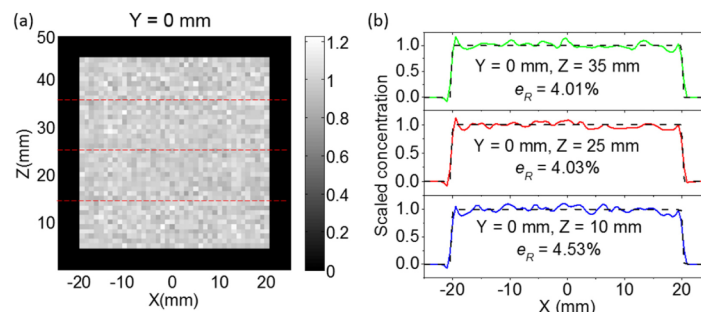 (a)
Y = 0 mm
50
40
30
20
10
Z(mm)
-20 -10 0 10 20
X(mm)
1.2
1
0.8
0.6
0.4
0.2
0
(b)
Scaled concentration
1.0
0.5
0.0
Y = 0 mm, Z = 35 mm
eR = 4.01%
1.0
0.5
0.0
Y = 0 mm, Z = 25 mm
eR = 4.03%
1.0
0.5
0.0
Y = 0 mm, Z = 10 mm
eR = 4.53%
-20 -10 0 10 20
X (mm)